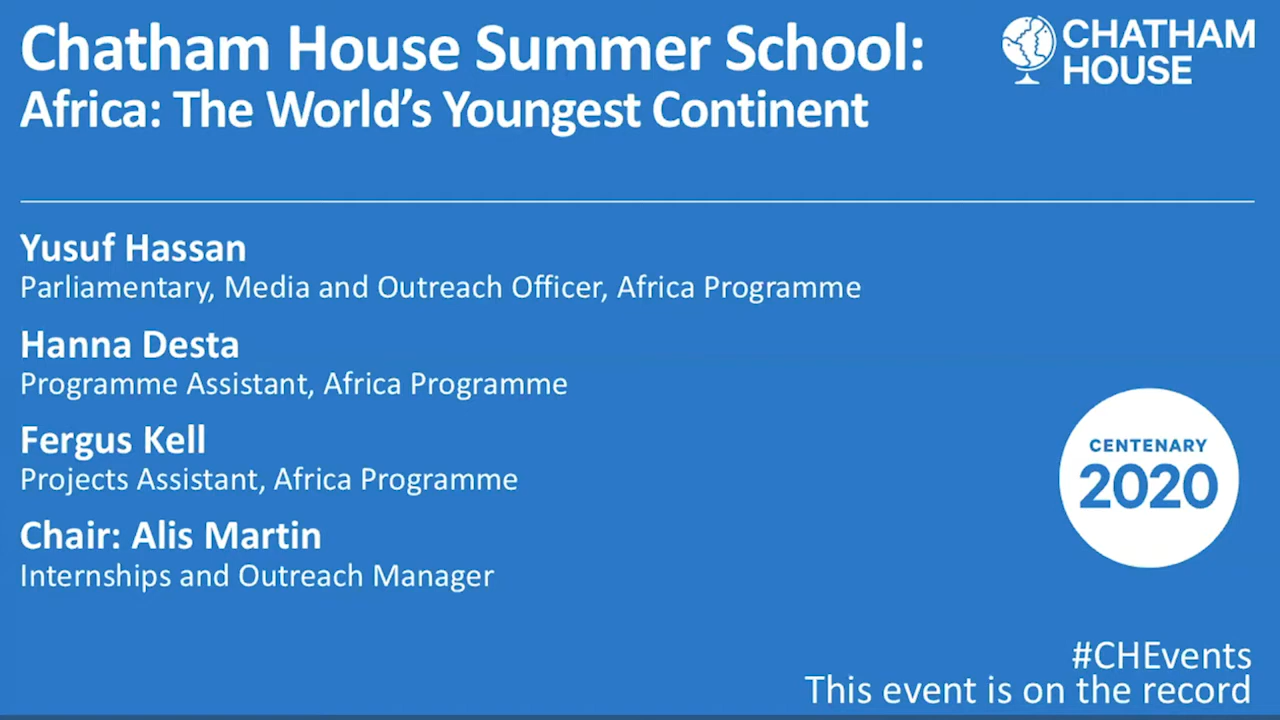 Chatham House Summer School:
Africa: The World's Youngest Continent
CHATHAM
HOUSE
Yusuf Hassan
Parliamentary, Media and Outreach Officer, Africa Programme
Hanna Desta
Programme Assistant, Africa Programme
Fergus Kell
Projects Assistant, Africa Programme
Chair: Alis Martin
Internships and Outreach Manager
CENTENARY
2020
#CHEvents
This event is on the record